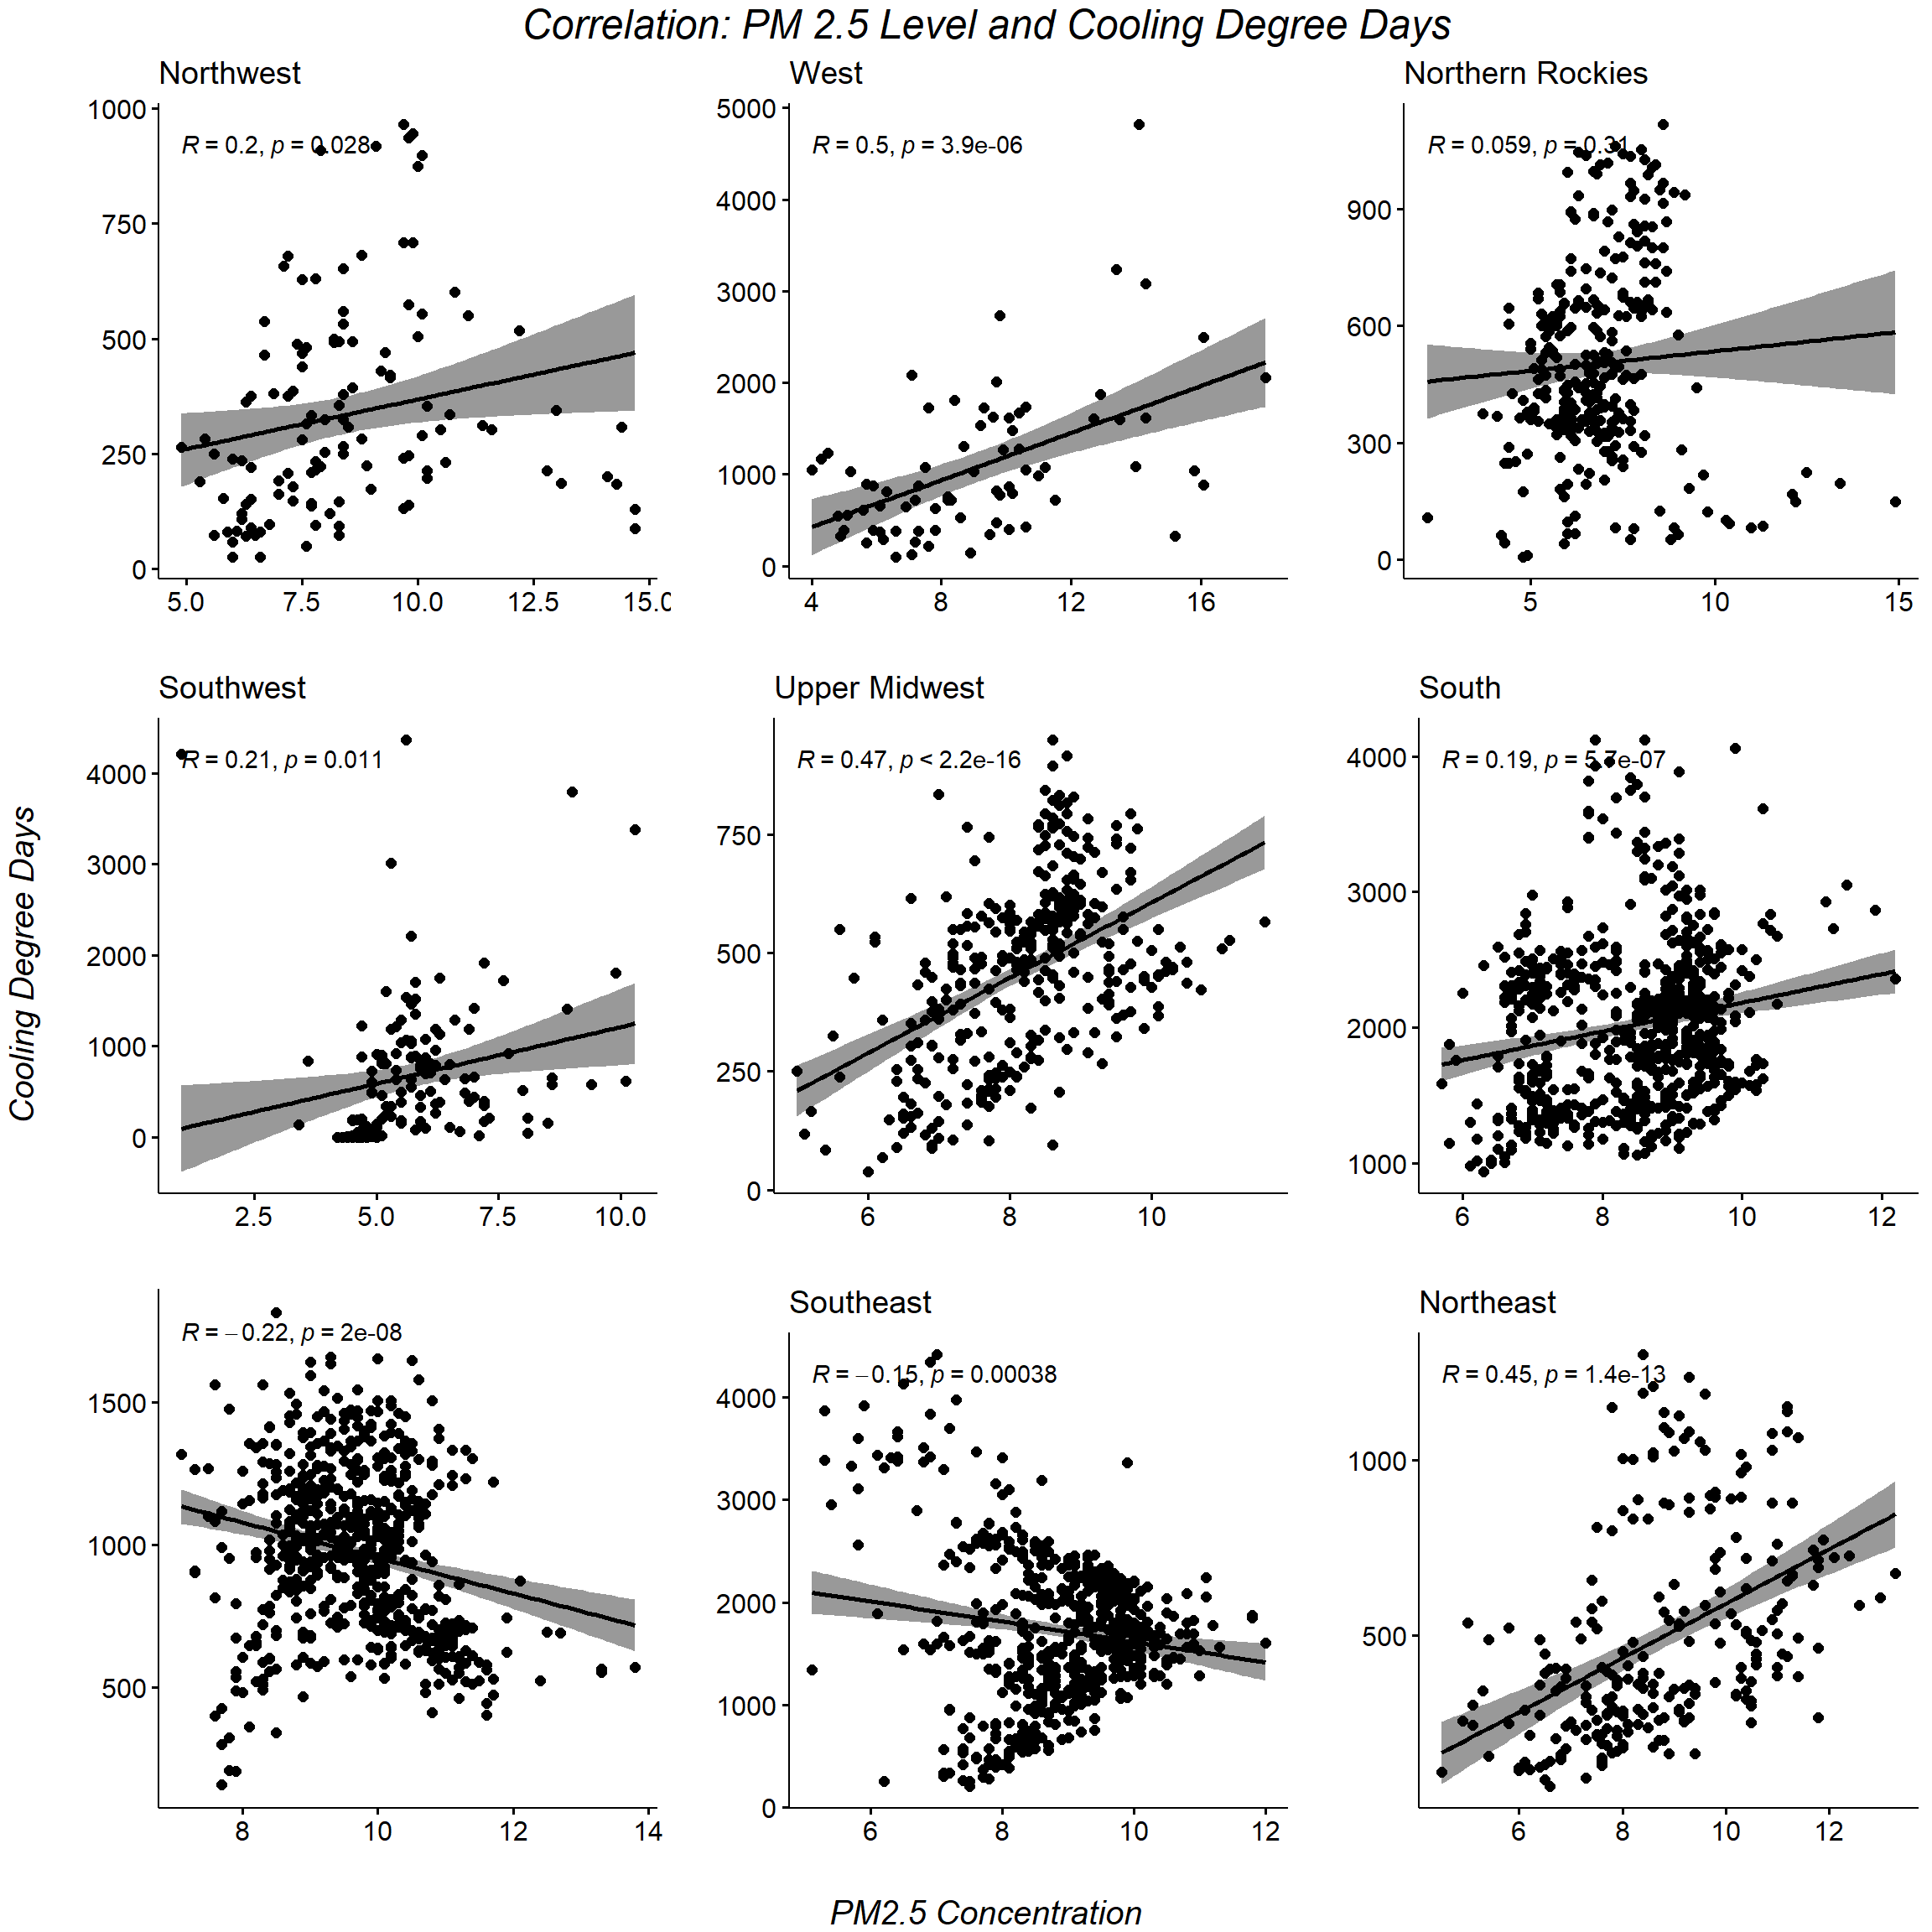 Correlation: PM 2.5 Level and Cooling Degree Days
Northwest
R = 0.2, p = 0.028
1000
750
500
250
0
5.0 7.5 10.0 12.5 15.0
West
R = 0.5, p = 3.9e-06
5000
4000
3000
2000
1000
0
4 8 12 16
Northern Rockies
R = 0.059, p = 0.31
900
600
300
0
5 10 15
Cooling Degree Days
Southwest
R = 0.21, p = 0.011
4000
3000
2000
1000
0
2.5 5.0 7.5 10.0
Upper Midwest
R = 0.47, p < 2.2e-16
750
500
250
0
6 8 10
South
R = 0.19, p = 5.7e-07
4000
3000
2000
1000
6 8 10 12
R = −0.22, p = 2e-08
1500
1000
500
8 10 12 14
Southeast
R = −0.15, p = 0.00038
4000
3000
2000
1000
0
6 8 10 12
Northeast
R = 0.45, p = 1.4e-13
1000
500
6 8 10 12
PM2.5 Concentration